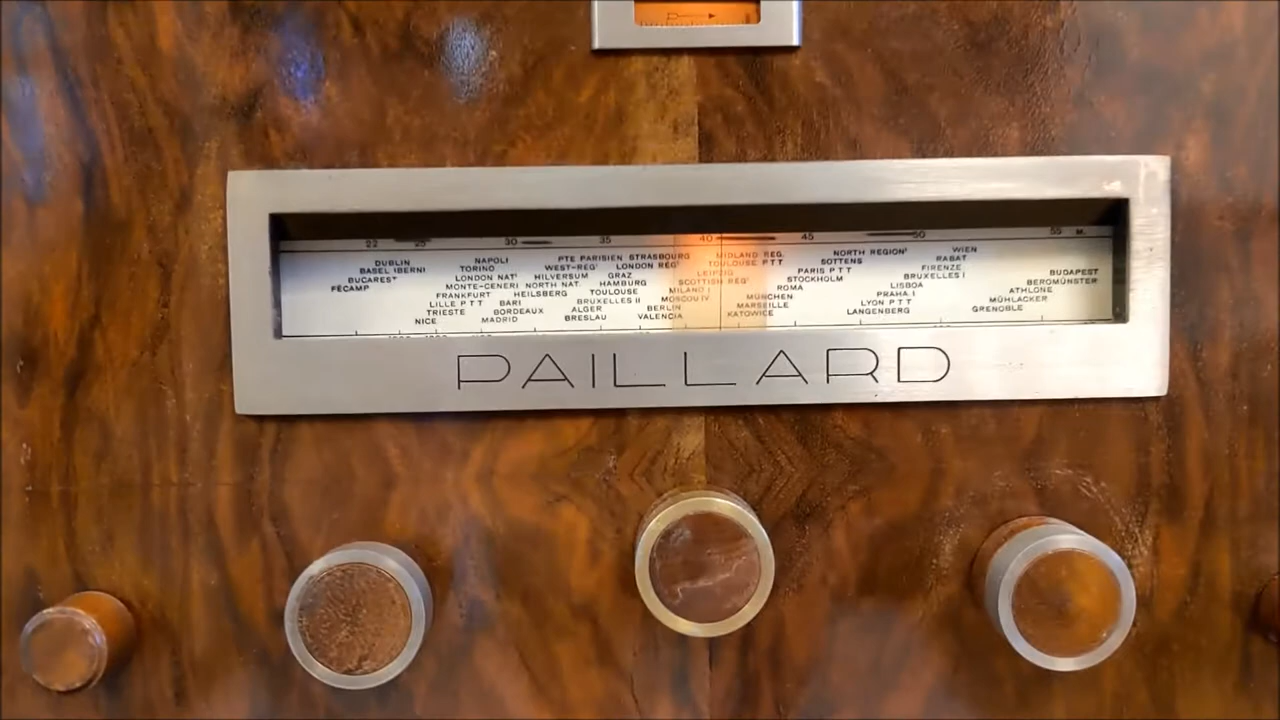 22 25 30 35 40 45 50 55 M.
DUBLIN NAPOLI PTE PARISIEN STRASBOURG MIDLAND REG. NORTH REGION' WIEN
BASEL IBERNI TORINO WEST-REG' LONDON REG' TOULOUSE PTT SOTTENS RABAT
BUCAREST LONDON NAT' HILVERSUM GRAZ LEIPZIG PARIS PTT FIRENZE BUDAPEST
FÉCAMP MONTE-CENERI NORTH NAT. HAMBURG SCOTTISH REG' STOCKHOLM BRUXELLES I BEROMÜNSTER
FRANKFURT HEILSBERG TOULOUSE MILANO I ROMA LISBOA ATHLONE
LILLE PTT BARI BRUXELLES II MOSCOU IV MÜNCHEN PRAHA I MÜHLACKER
TRIESTE BORDEAUX ALGER BERLIN MARSEILLE LYON PTT GRENOBLE
NICE MADRID BRESLAU VALENCIA KATOWICE LANGENBERG
PAILLARD